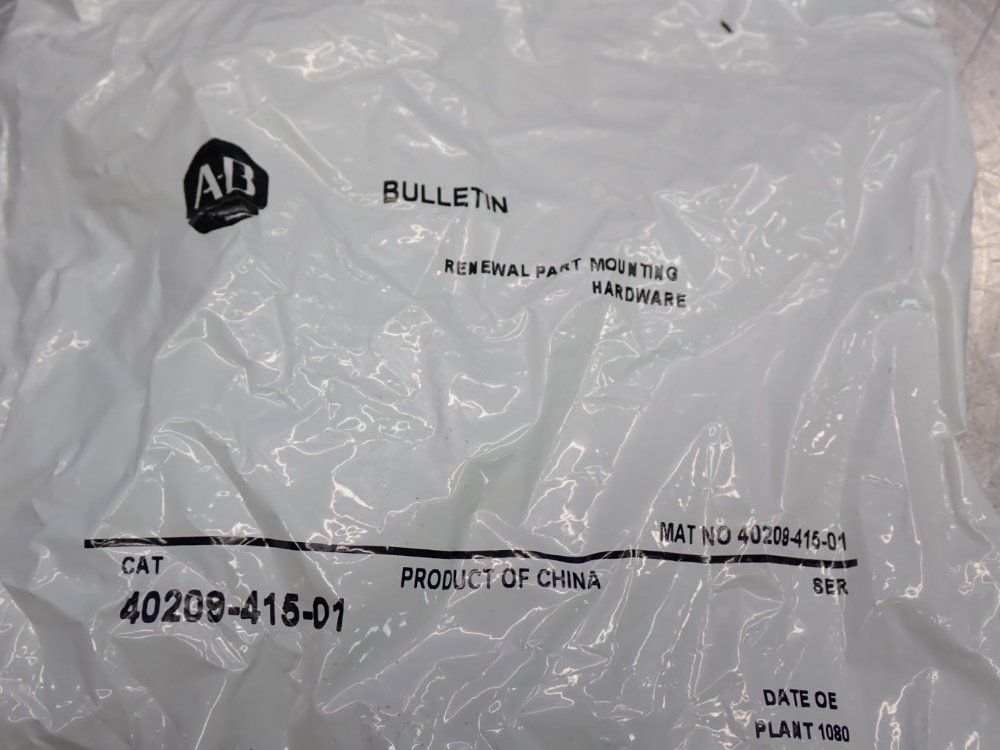 A-B
BULLETIN
RENEWAL PART MOUNTING
HARDWARE
MAT NO 40209-415-01
CAT
PRODUCT OF CHINA
SER
40209-415-01
DATE OE
PLANT 1080